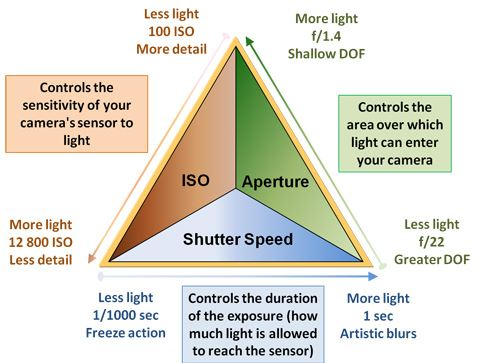 Less light
100 ISO
More detail
More light
f/1.4
Shallow DOF
Controls the
sensitivity of your
camera's sensor to
light
Controls the
area over which
light can enter
your camera
ISO
Aperture
Shutter Speed
More light
12 800 ISO
Less detail
Less light
f/22
Greater DOF
Less light
1/1000 sec
Freeze action
Controls the duration
of the exposure (how
much light is allowed
to reach the sensor)
More light
1 sec
Artistic blurs